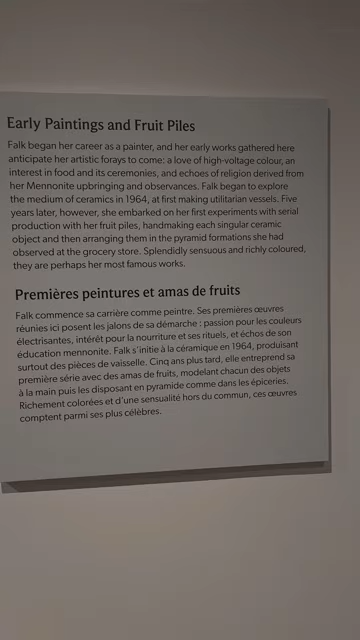 Early Paintings and Fruit Piles
Falk began her career as a painter, and her early works gathered here
anticipate her artistic forays to come: a love of high-voltage colour, an
interest in food and its ceremonies, and echoes of religion derived from
her Mennonite upbringing and observances. Falk began to explore
the medium of ceramics in 1964, at first making utilitarian vessels. Five
years later, however, she embarked on her first experiments with serial
production with her fruit piles, handmaking each singular ceramic
object and then arranging them in the pyramid formations she had
observed at the grocery store. Splendidly sensuous and richly coloured,
they are perhaps her most famous works.
Premières peintures et amas de fruits
Falk commence sa carrière comme peintre. Ses premières œuvres
réunies ici posent les jalons de sa démarche : passion pour les couleurs
électrisantes, intérêt pour la nourriture et ses rituels, et échos de son
éducation mennonite. Falk s'initie à la céramique en 1964, produisant
surtout des pièces de vaisselle. Cinq ans plus tard, elle entreprend sa
première série avec des amas de fruits, modelant chacun des objets
à la main puis les disposant en pyramide comme dans les épiceries.
Richement colorées et d'une sensualité hors du commun, ces œuvres
comptent parmi ses plus célèbres.